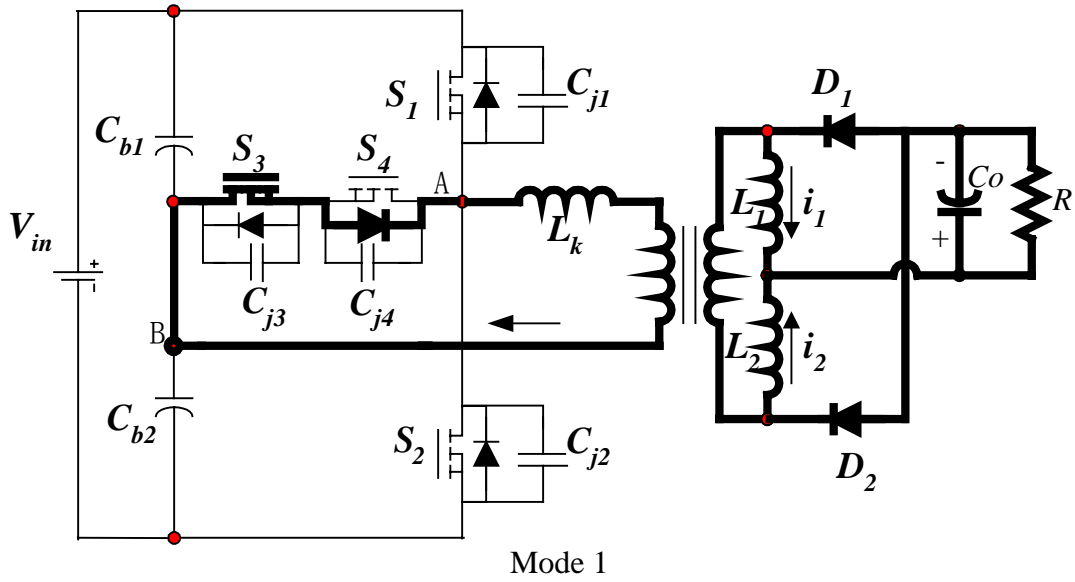 D1
S1
Cj1
Cb1
S3
S4
A
L1
i1
-
Co
R
Vin
+
-
Lk
+
Cj3
Cj4
B
L2
i2
Cb2
S2
Cj2
D2
Mode 1